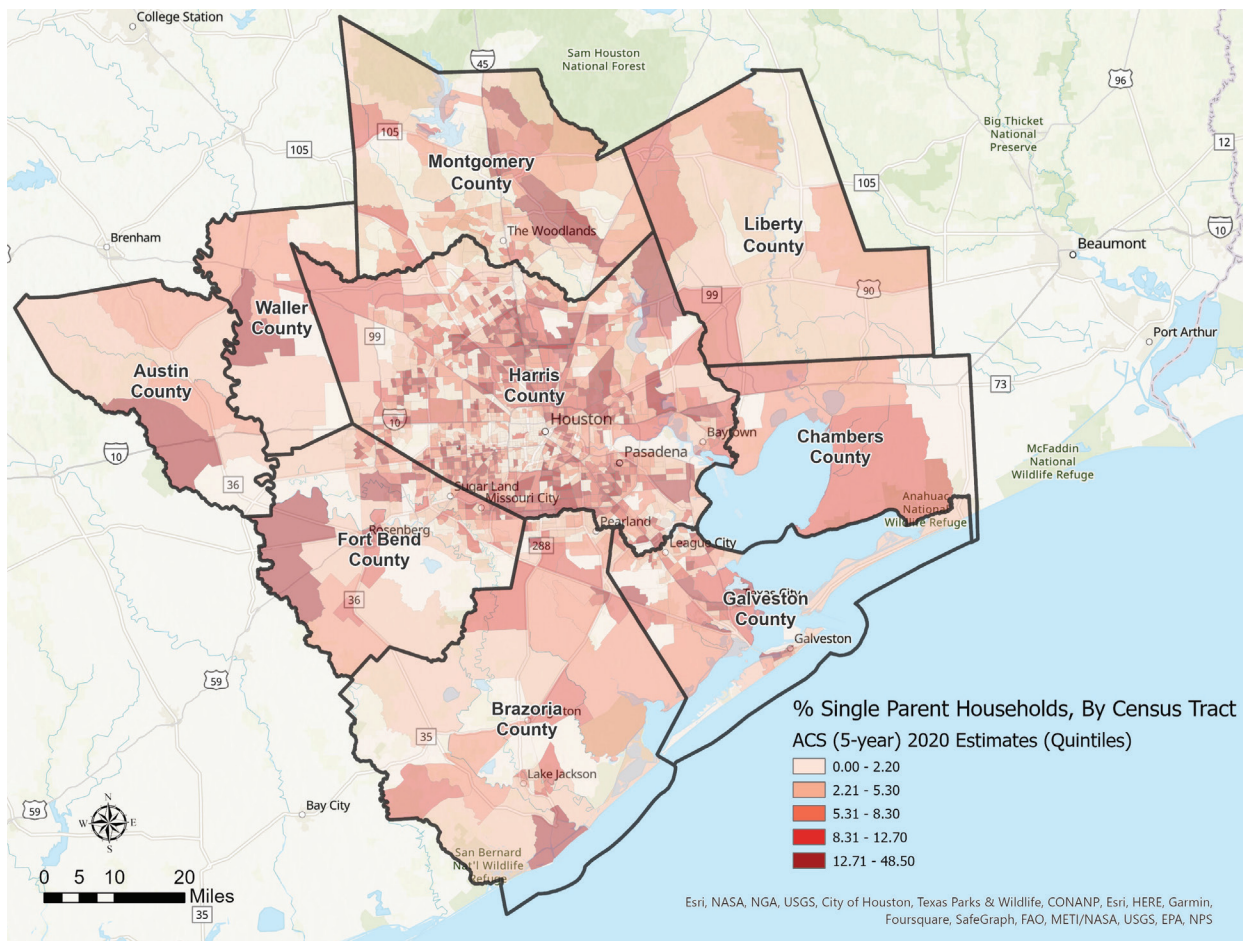 College Station
Sam Houston
National Forest
45
96
Big Thicket
National
Preserve
12
105
105
105
Montgomery
County
Brenham
The Woodlands
Liberty
County
10
Beaumont
Waller
County
99
90
99
Port Arthur
Austin
County
Harris
County
73
10
Houston
10
Pasadena
Baytown
Chambers
County
McFaddin
National
Wildlife Refuge
36
Sugar Land
Missouri City
Anahuac
National
Wildlife Refuge
Rosenberg
Fort Bend
County
Pearland
288
League City
36
Texas City
Galveston
County
Galveston
59
Brazoria
County
35
Lake Jackson
Bay City
59
San Bernard
Nat'l Wildlife
Refuge
35
% Single Parent Households, By Census Tract
ACS (5-year) 2020 Estimates (Quintiles)
0.00 - 2.20
2.21 - 5.30
5.31 - 8.30
8.31 - 12.70
12.71 - 48.50
N
W E
S
0 5 10 20
Miles
Esri, NASA, NGA, USGS, City of Houston, Texas Parks & Wildlife, CONANP, Esri, HERE, Garmin,
Foursquare, SafeGraph, FAO, METI/NASA, USGS, EPA, NPS